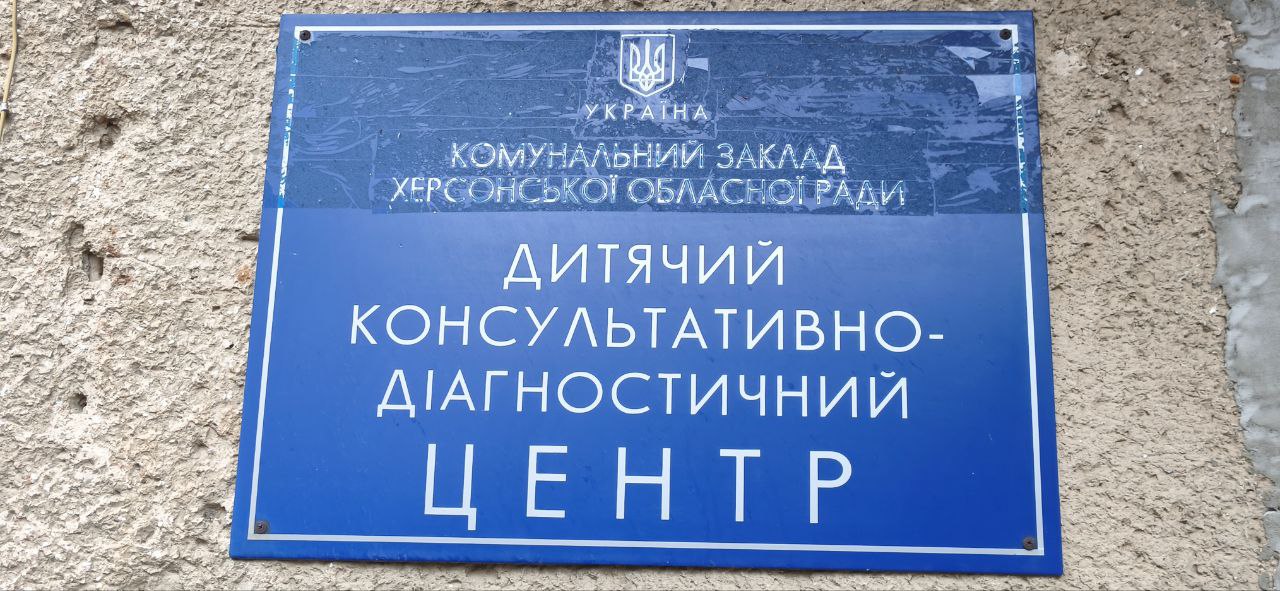 УКРАЇНА
КОМУНАЛЬНИЙ ЗАКЛАД
ХЕРСОНСЬКОЇ ОБЛАСНОЇ РАДИ
ДИТЯЧИЙ
КОНСУЛЬТАТИВНО-
ДІАГНОСТИЧНИЙ
ЦЕНТР